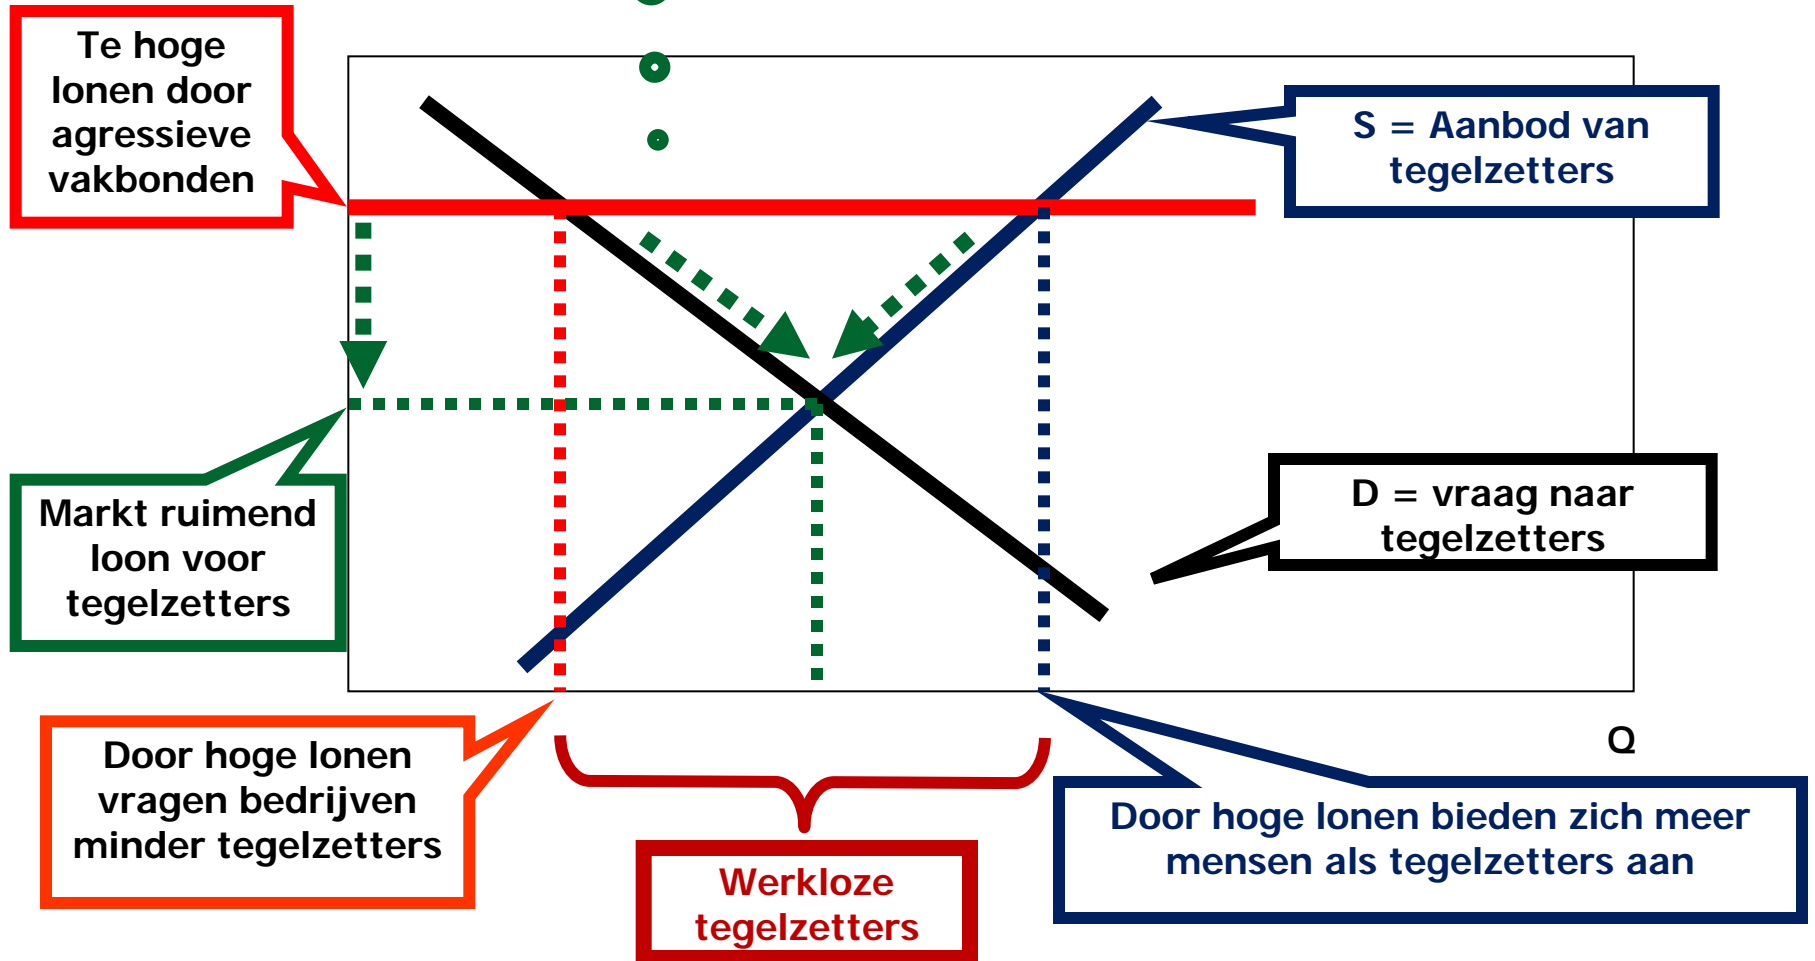 Te hoge
lonen door
agressieve
vakbonden
S = Aanbod van
tegelzetters
Markt ruimend
loon voor
tegelzetters
D = vraag naar
tegelzetters
Q
Door hoge lonen
vragen bedrijven
minder tegelzetters
Werkloze
tegelzetters
Door hoge lonen bieden zich meer
mensen als tegelzetters aan